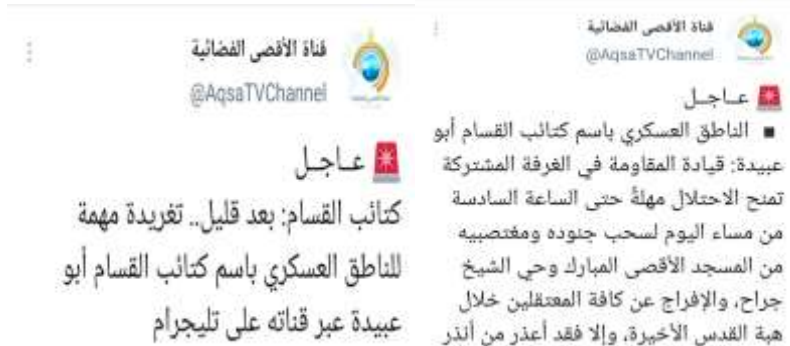 قناة الأقصى الفضائية
@AqsaTVChannel
عـاجـل
الناطق العسكري باسم كتائب القسام أبو
عبيدة: قيادة المقاومة في الغرفة المشتركة
تمنح الاحتلال مهلةً حتى الساعة السادسة
من مساء اليوم لسحب جنوده ومغتصبيه
من المسجد الأقصى المبارك وحي الشيخ
جراح، والإفراج عن كافة المعتقلين خلال
هبة القدس الأخيرة، وإلا فقد أعذر من أنذر
قناة الأقصى الفضائية
@AqsaTVChannel
عـاجـل
كتائب القسام: بعد قليل.. تغريدة مهمة
للناطق العسكري باسم كتائب القسام أبو
عبيدة عبر قناته على تليجرام